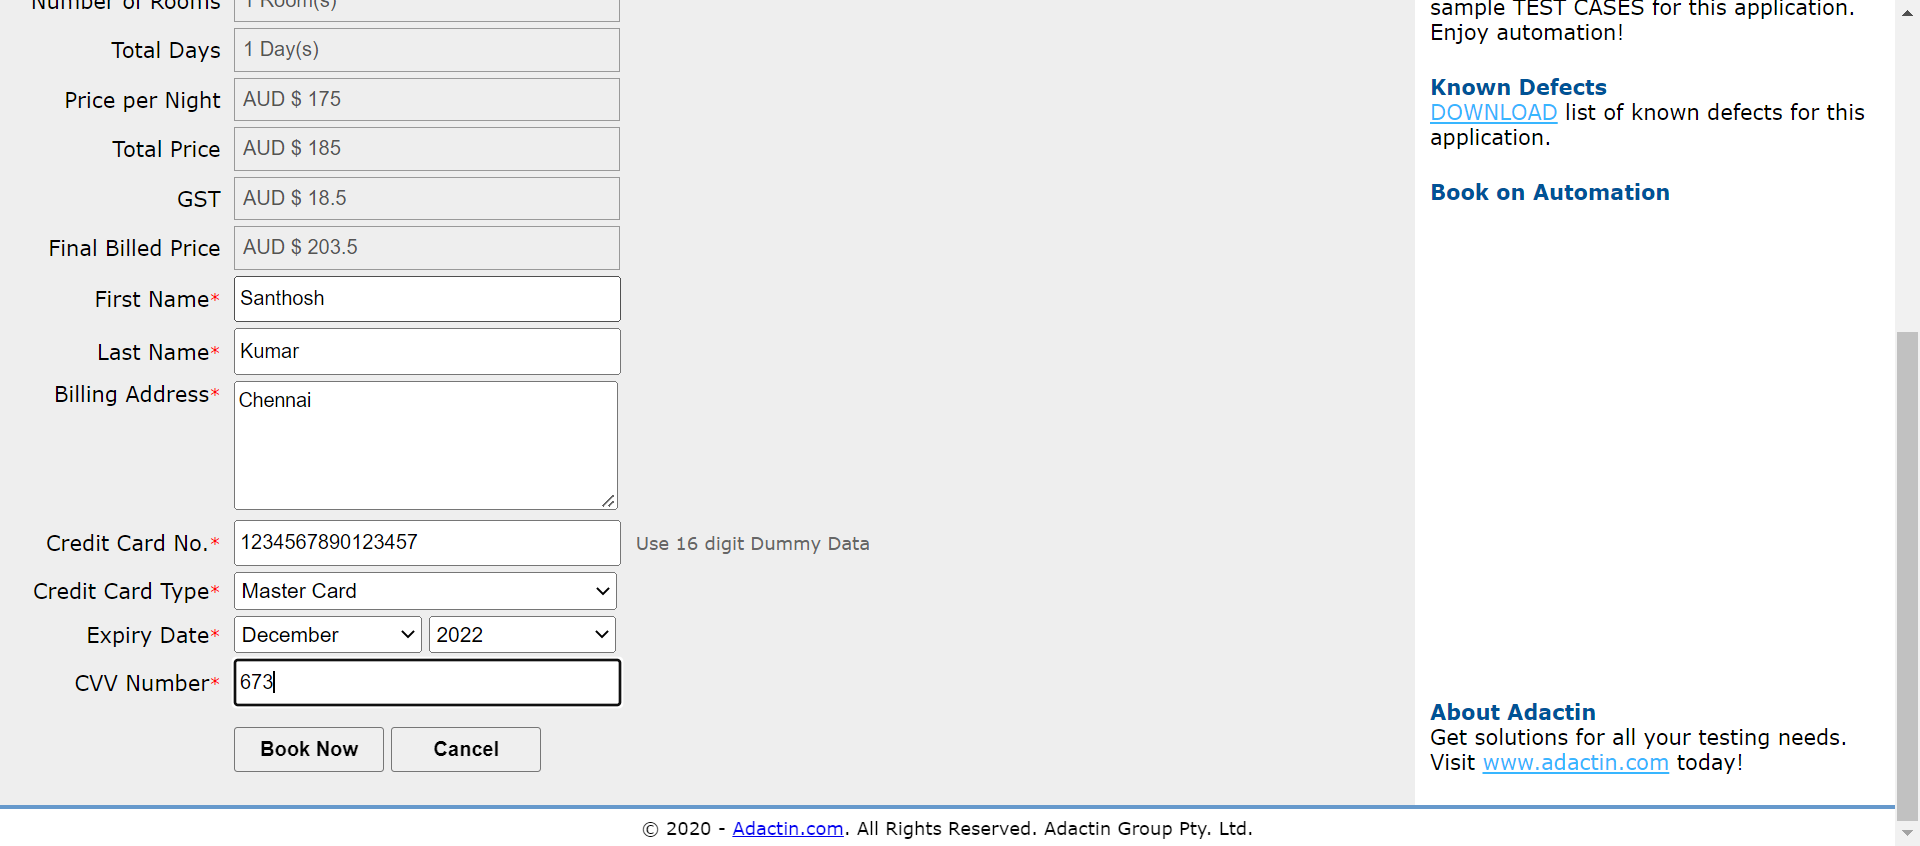 Number of Rooms 1 Room(s)
Total Days 1 Day(s)
Price per Night AUD $ 175
Total Price AUD $ 185
GST AUD $ 18.5
Final Billed Price AUD $ 203.5
First Name* Santhosh
Last Name* Kumar
Billing Address* Chennai
Credit Card No.* 1234567890123457 Use 16 digit Dummy Data
Credit Card Type* Master Card
Expiry Date* December 2022
CVV Number* 673
Book Now Cancel
sample TEST CASES for this application.
Enjoy automation!
Known Defects
DOWNLOAD list of known defects for this
application.
Book on Automation
About Adactin
Get solutions for all your testing needs.
Visit www.adactin.com today!
© 2020 - Adactin.com. All Rights Reserved. Adactin Group Pty. Ltd.